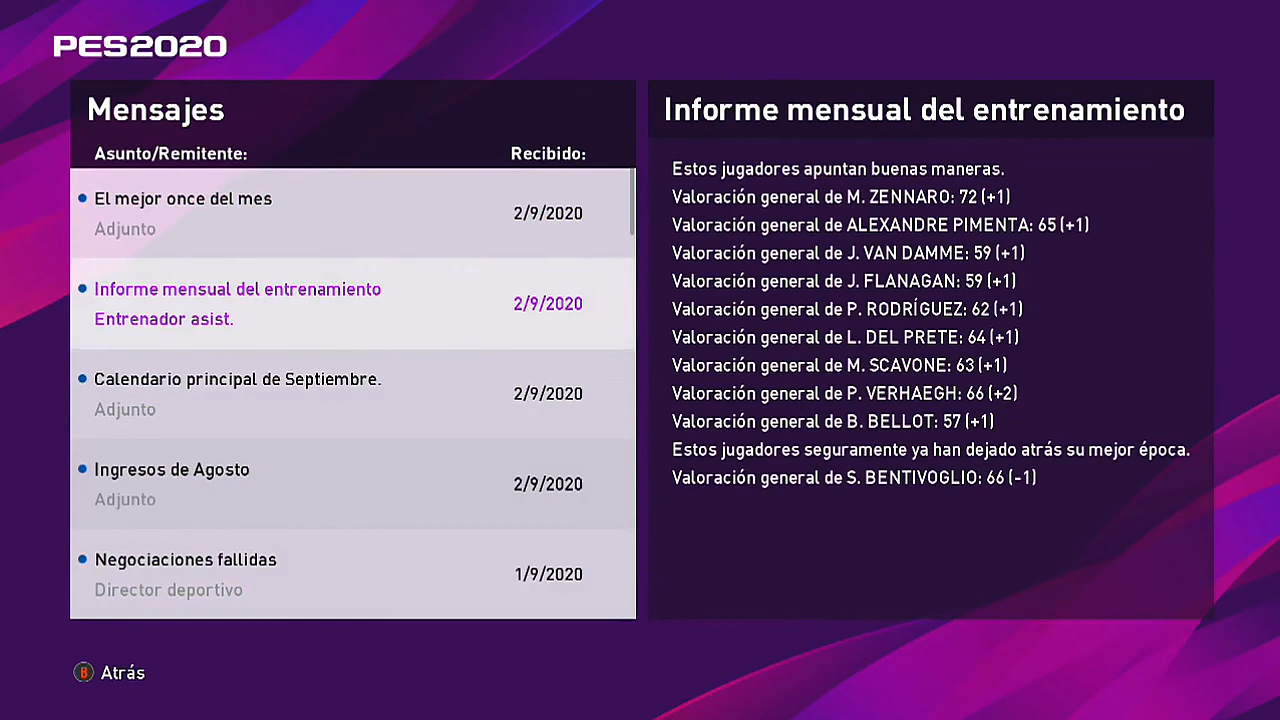 PES2020
Mensajes
Asunto/Remitente: Recibido:
El mejor once del mes
Adjunto
2/9/2020
Informe mensual del entrenamiento
Entrenador asist.
2/9/2020
Calendario principal de Septiembre.
Adjunto
2/9/2020
Ingresos de Agosto
Adjunto
2/9/2020
Negociaciones fallidas
Director deportivo
1/9/2020
Informe mensual del entrenamiento
Estos jugadores apuntan buenas maneras.
Valoración general de M. ZENNARO: 72 (+1)
Valoración general de ALEXANDRE PIMENTA: 65 (+1)
Valoración general de J. VAN DAMME: 59 (+1)
Valoración general de J. FLANAGAN: 59 (+1)
Valoración general de P. RODRÍGUEZ: 62 (+1)
Valoración general de L. DEL PRETE: 64 (+1)
Valoración general de M. SCAVONE: 63 (+1)
Valoración general de P. VERHAEGH: 66 (+2)
Valoración general de B. BELLOT: 57 (+1)
Estos jugadores seguramente ya han dejado atrás su mejor época.
Valoración general de S. BENTIVOGLIO: 66 (-1)
B Atrás